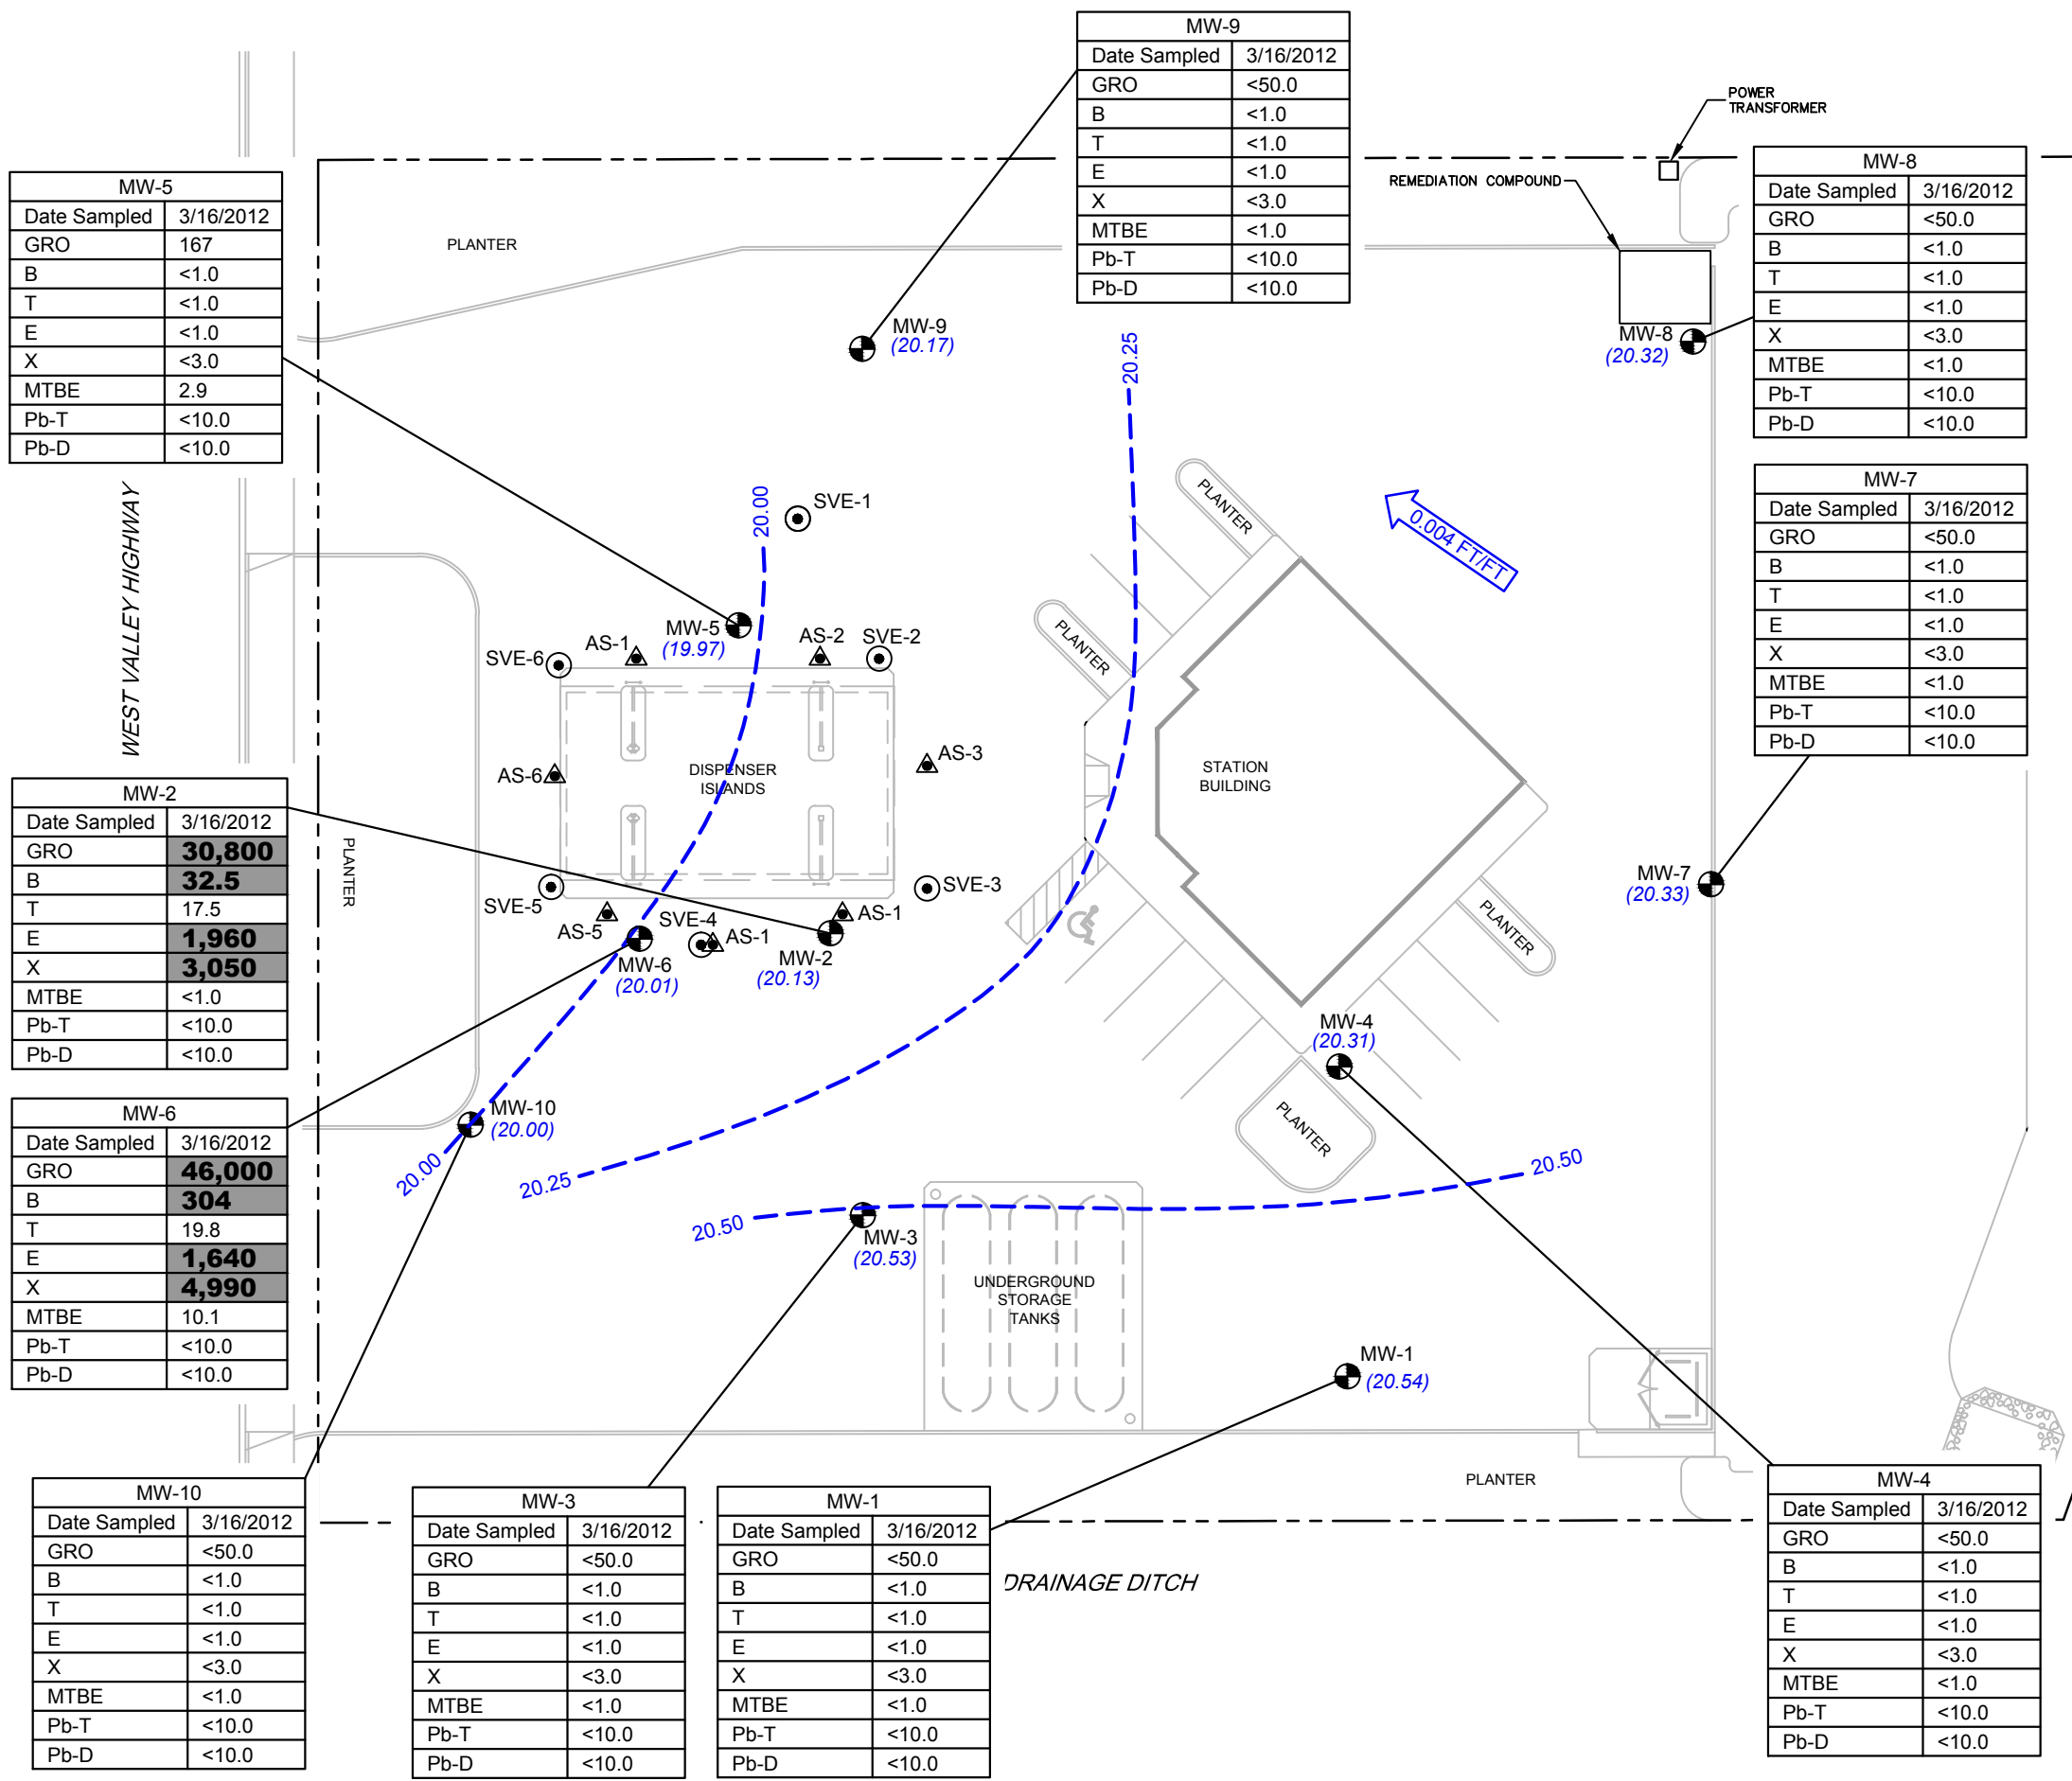 MW-9
Date Sampled 3/16/2012
GRO <50.0
B <1.0
T <1.0
E <1.0
X <3.0
MTBE <1.0
Pb-T <10.0
Pb-D <10.0
POWER
TRANSFORMER
REMEDIATION COMPOUND
MW-8
Date Sampled 3/16/2012
GRO <50.0
B <1.0
T <1.0
E <1.0
X <3.0
MTBE <1.0
Pb-T <10.0
Pb-D <10.0
MW-5
Date Sampled 3/16/2012
GRO 167
B <1.0
T <1.0
E <1.0
X <3.0
MTBE 2.9
Pb-T <10.0
Pb-D <10.0
PLANTER
MW-9
(20.17)
20.25
MW-8
(20.32)
MW-7
Date Sampled 3/16/2012
GRO <50.0
B <1.0
T <1.0
E <1.0
X <3.0
MTBE <1.0
Pb-T <10.0
Pb-D <10.0
WEST VALLEY HIGHWAY
20.00
SVE-1
PLANTER
0.004 FT/FT
MW-5
(19.97)
AS-1
AS-2
SVE-2
SVE-6
PLANTER
AS-6
DISPENSER
ISLANDS
AS-3
STATION
BUILDING
MW-2
Date Sampled 3/16/2012
GRO 30,800
B 32.5
T 17.5
E 1,960
X 3,050
MTBE <1.0
Pb-T <10.0
Pb-D <10.0
PLANTER
SVE-5
AS-5
SVE-4
AS-1
AS-1
SVE-3
MW-6
(20.01)
MW-2
(20.13)
MW-7
(20.33)
PLANTER
MW-4
(20.31)
PLANTER
MW-6
Date Sampled 3/16/2012
GRO 46,000
B 304
T 19.8
E 1,640
X 4,990
MTBE 10.1
Pb-T <10.0
Pb-D <10.0
MW-10
(20.00)
20.00
20.25
20.50
20.50
MW-3
(20.53)
UNDERGROUND
STORAGE
TANKS
MW-1
(20.54)
PLANTER
MW-10
Date Sampled 3/16/2012
GRO <50.0
B <1.0
T <1.0
E <1.0
X <3.0
MTBE <1.0
Pb-T <10.0
Pb-D <10.0
MW-3
Date Sampled 3/16/2012
GRO <50.0
B <1.0
T <1.0
E <1.0
X <3.0
MTBE <1.0
Pb-T <10.0
Pb-D <10.0
MW-1
Date Sampled 3/16/2012
GRO <50.0
B <1.0
T <1.0
E <1.0
X <3.0
MTBE <1.0
Pb-T <10.0
Pb-D <10.0
DRAINAGE DITCH
MW-4
Date Sampled 3/16/2012
GRO <50.0
B <1.0
T <1.0
E <1.0
X <3.0
MTBE <1.0
Pb-T <10.0
Pb-D <10.0